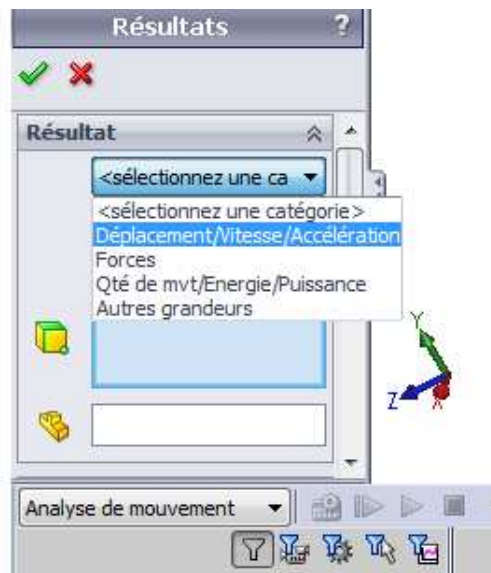 Résultats ?
Résultat
<sélectionnez une ca
<sélectionnez une catégorie>
Déplacement/Vitesse/Accélération
Forces
Qté de mvt/Energie/Puissance
Autres grandeurs
Y
Z X
Analyse de mouvement